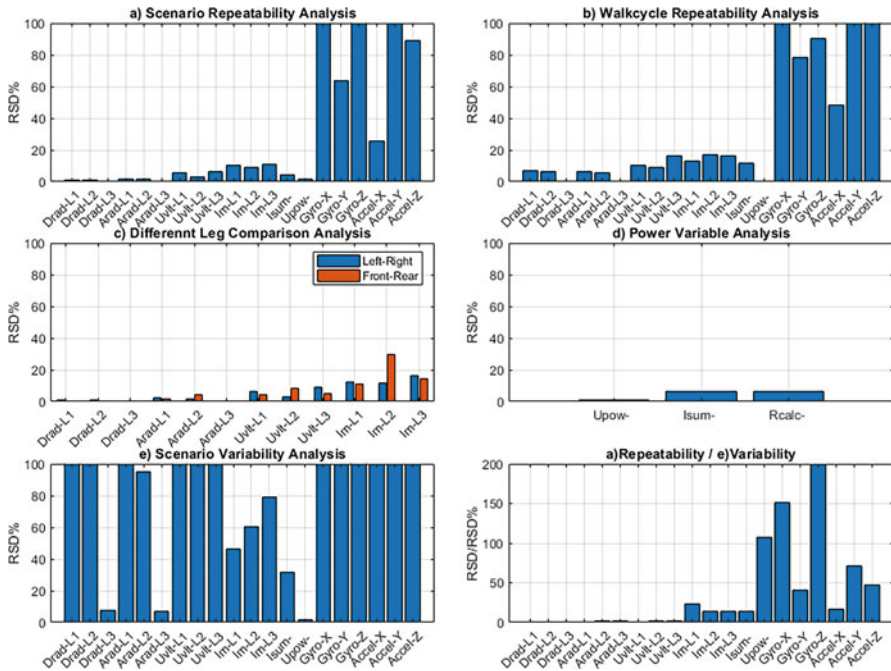 a) Scenario Repeatability Analysis
100
80
60
40
20
0
RSD%
Drad-L1
Drad-L2
Drad-L3
Arad-L1
Arad-L2
Arad-L3
Uvlt-L1
Uvlt-L2
Uvlt-L3
Im-L1
Im-L2
Im-L3
Isum-
Upow-
Gyro-X
Gyro-Y
Gyro-Z
Accel-X
Accel-Y
Accel-Z
b) Walkcycle Repeatability Analysis
100
80
60
40
20
0
RSD%
Drad-L1
Drad-L2
Drad-L3
Arad-L1
Arad-L2
Arad-L3
Uvlt-L1
Uvlt-L2
Uvlt-L3
Im-L1
Im-L2
Im-L3
Isum-
Upow-
Gyro-X
Gyro-Y
Gyro-Z
Accel-X
Accel-Y
Accel-Z
c) Differennt Leg Comparison Analysis
100
80
60
40
20
0
RSD%
Left-Right
Front-Rear
Drad-L1
Drad-L2
Drad-L3
Arad-L1
Arad-L2
Arad-L3
Uvlt-L1
Uvlt-L2
Uvlt-L3
Im-L1
Im-L2
Im-L3
d) Power Variable Analysis
100
80
60
40
20
0
RSD%
Upow-
Isum-
Rcalc-
e) Scenario Variability Analysis
100
80
60
40
20
0
RSD%
Drad-L1
Drad-L2
Drad-L3
Arad-L1
Arad-L2
Arad-L3
Uvlt-L1
Uvlt-L2
Uvlt-L3
Im-L1
Im-L2
Im-L3
Isum-
Upow-
Gyro-X
Gyro-Y
Gyro-Z
Accel-X
Accel-Y
Accel-Z
a)Repeatability / e)Variability
200
150
100
50
0
RSD/RSD%
Drad-L1
Drad-L2
Drad-L3
Arad-L1
Arad-L2
Arad-L3
Uvlt-L1
Uvlt-L2
Uvlt-L3
Im-L1
Im-L2
Im-L3
Isum-
Upow-
Gyro-X
Gyro-Y
Gyro-Z
Accel-X
Accel-Y
Accel-Z